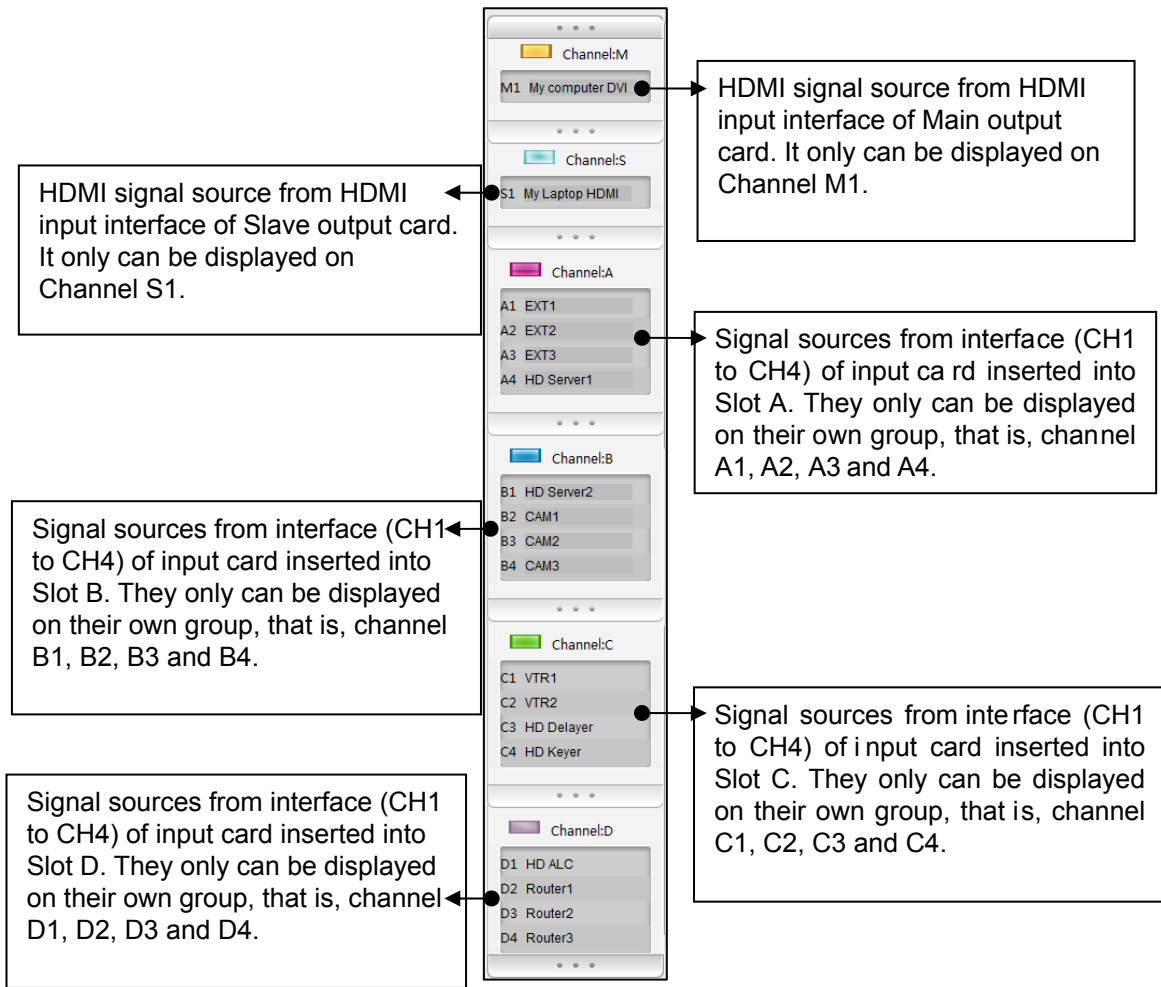 Channel:M
M1 My computer DVI
HDMI signal source from HDMI
input interface of Main output
card. It only can be displayed on
Channel M1.
Channel:S
S1 My Laptop HDMI
HDMI signal source from HDMI
input interface of Slave output card.
It only can be displayed on
Channel S1.
Channel:A
A1 EXT1
A2 EXT2
A3 EXT3
A4 HD Server1
Signal sources from interface (CH1
to CH4) of input ca rd inserted into
Slot A. They only can be displayed
on their own group, that is, channel
A1, A2, A3 and A4.
Channel:B
B1 HD Server2
B2 CAM1
B3 CAM2
B4 CAM3
Signal sources from interface (CH1
to CH4) of input card inserted into
Slot B. They only can be displayed
on their own group, that is, channel
B1, B2, B3 and B4.
Channel:C
C1 VTR1
C2 VTR2
C3 HD Delayer
C4 HD Keyer
Signal sources from inte rface (CH1
to CH4) of i nput card inserted into
Slot C. They only can be displayed
on their own group, that is, channel
C1, C2, C3 and C4.
Channel:D
D1 HD ALC
D2 Router1
D3 Router2
D4 Router3
Signal sources from interface (CH1
to CH4) of input card inserted into
Slot D. They only can be displayed
on their own group, that is, channel
D1, D2, D3 and D4.